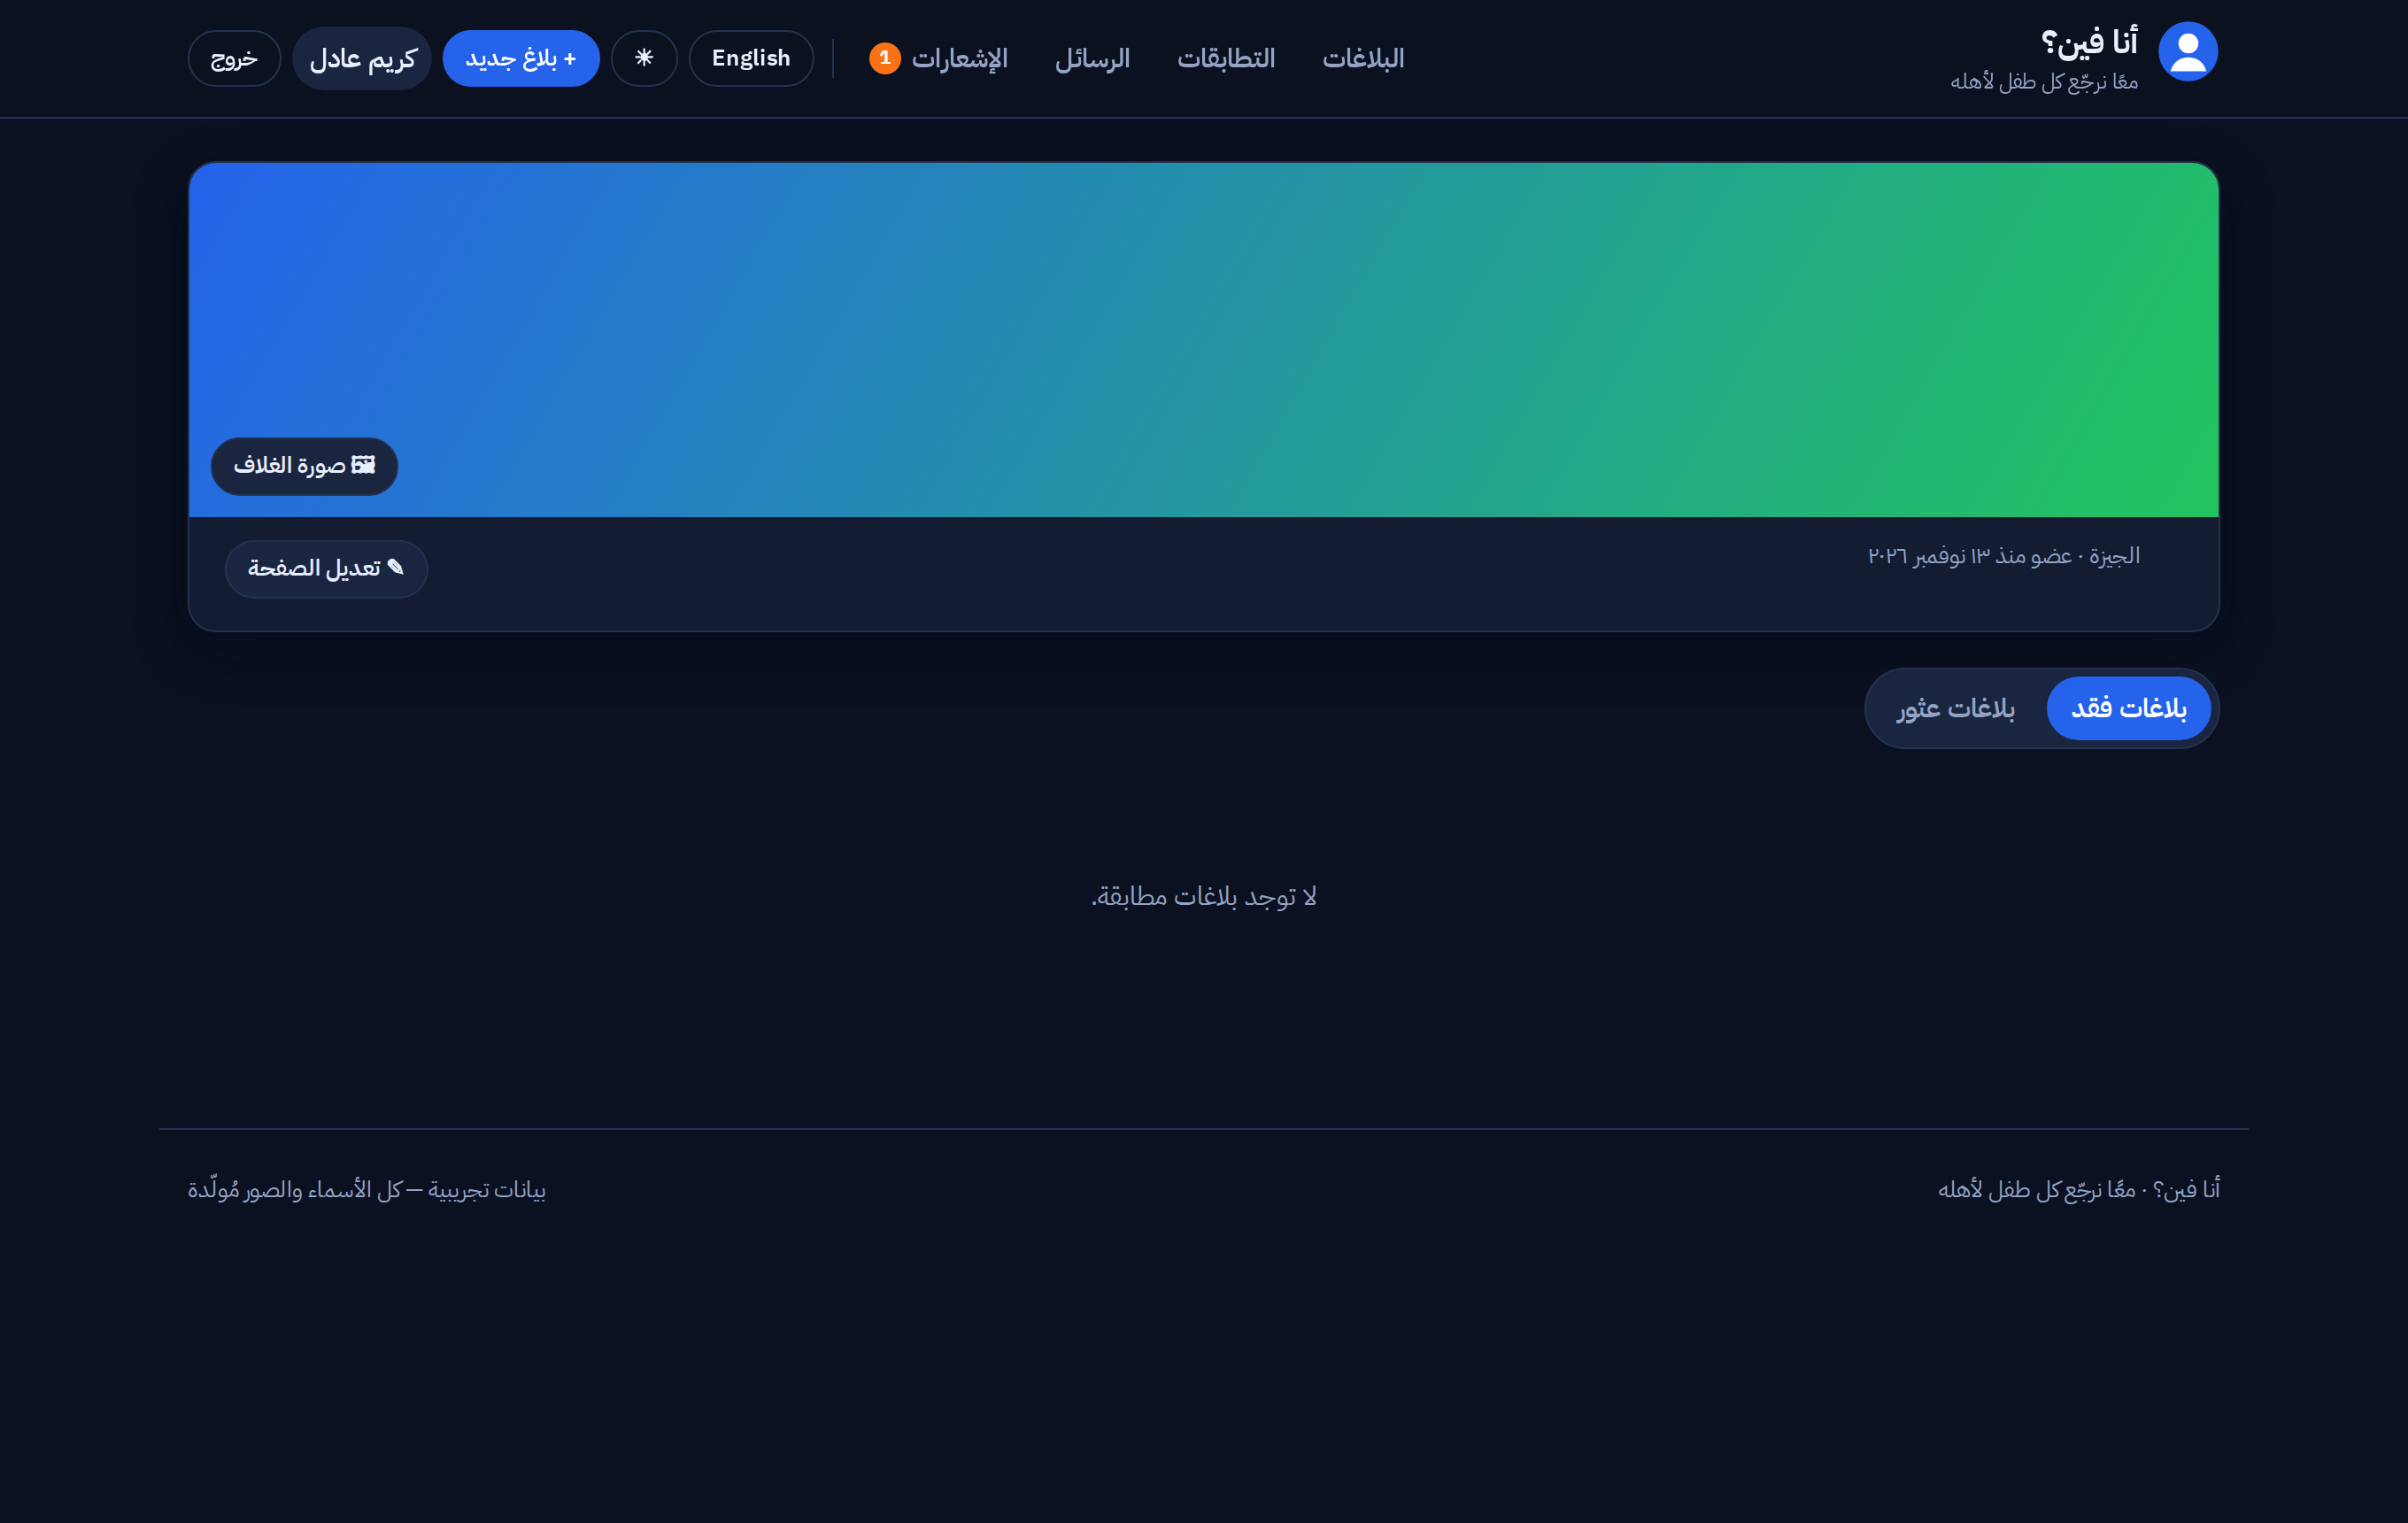 أنا فين؟
معًا نرجّع كل طفل لأهله
البلاغات
التطابقات
الرسائل
الإشعارات 1
English
☀
+ بلاغ جديد
كريم عادل
خروج
🖼 صورة الغلاف
الجيزة · عضو منذ ١٣ نوفمبر ٢٠٢٦
✎ تعديل الصفحة
بلاغات فقد
بلاغات عثور
لا توجد بلاغات مطابقة.
أنا فين؟ · معًا نرجّع كل طفل لأهله
بيانات تجريبية — كل الأسماء والصور مُولّدة